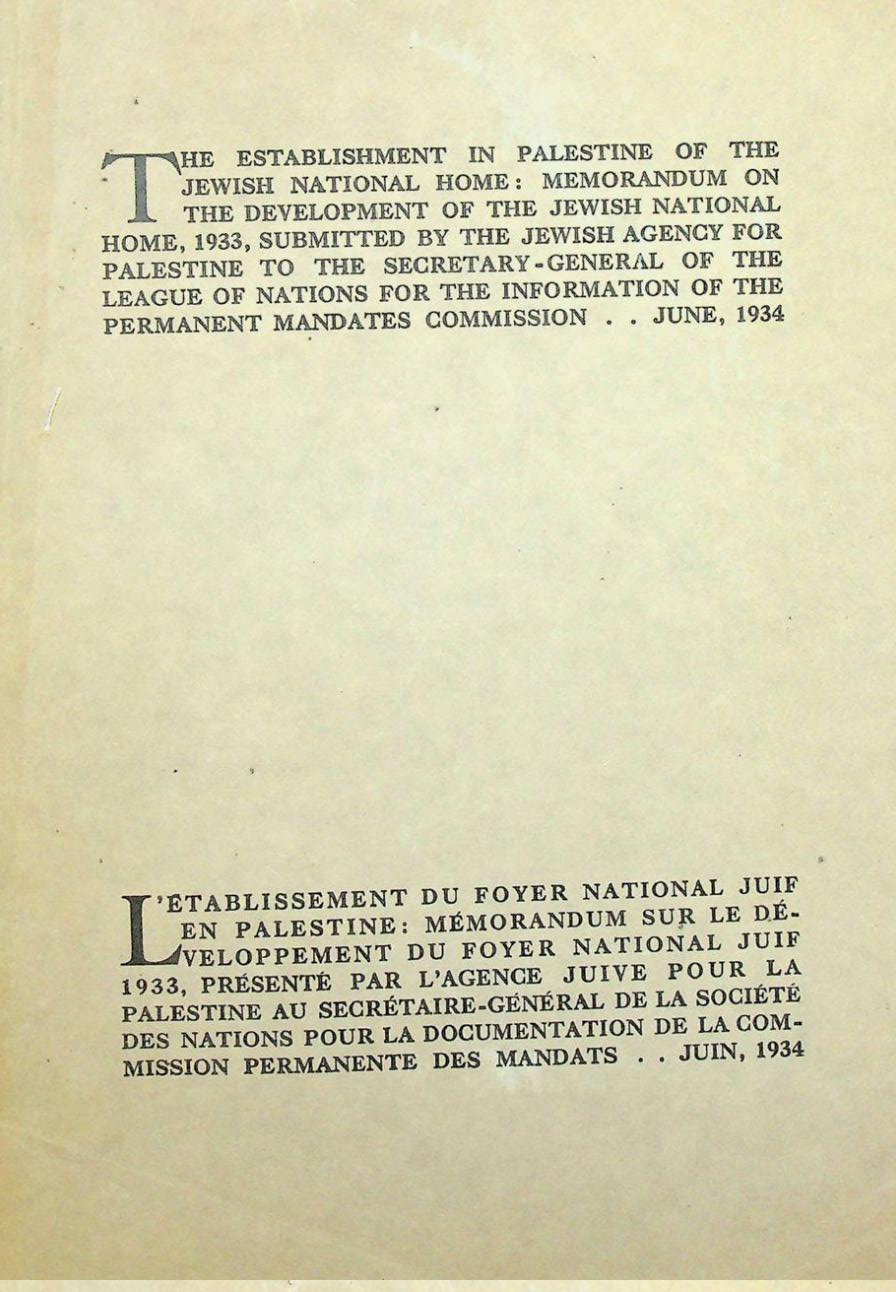 THE ESTABLISHMENT IN PALESTINE OF THE
JEWISH NATIONAL HOME: MEMORANDUM ON
THE DEVELOPMENT OF THE JEWISH NATIONAL
HOME, 1933, SUBMITTED BY THE JEWISH AGENCY FOR
PALESTINE TO THE SECRETARY-GENERAL OF THE
LEAGUE OF NATIONS FOR THE INFORMATION OF THE
PERMANENT MANDATES COMMISSION . . JUNE, 1934
L'ÉTABLISSEMENT DU FOYER NATIONAL JUIF
EN PALESTINE: MÉMORANDUM SUR LE DÉ-
VELOPPEMENT DU FOYER NATIONAL JUIF
1933, PRÉSENTÉ PAR L'AGENCE JUIVE POUR LA
PALESTINE AU SECRÉTAIRE-GÉNÉRAL DE LA SOCIÉTÉ
DES NATIONS POUR LA DOCUMENTATION DE LA COM-
MISSION PERMANENTE DES MANDATS . . JUIN, 1934